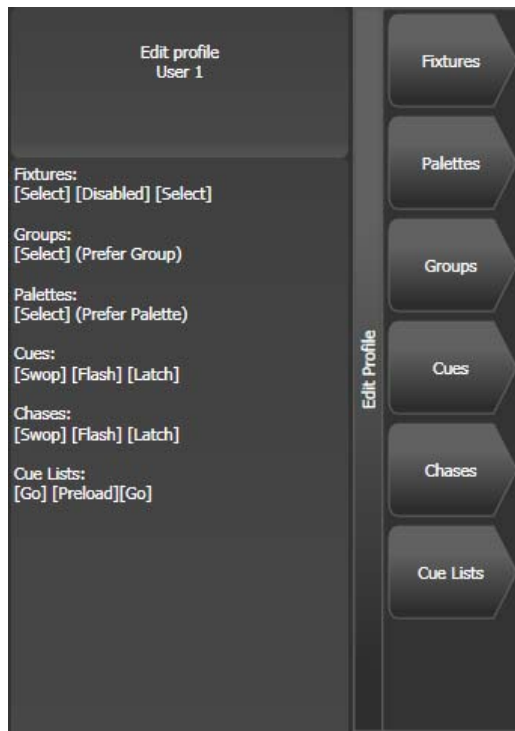 Edit profile
User 1
Fixtures:
[Select] [Disabled] [Select]
Groups:
[Select] (Prefer Group)
Palettes:
[Select] (Prefer Palette)
Cues:
[Swop] [Flash] [Latch]
Chases:
[Swop] [Flash] [Latch]
Cue Lists:
[Go] [Preload][Go]
Edit Profile
Fixtures
Palettes
Groups
Cues
Chases
Cue Lists